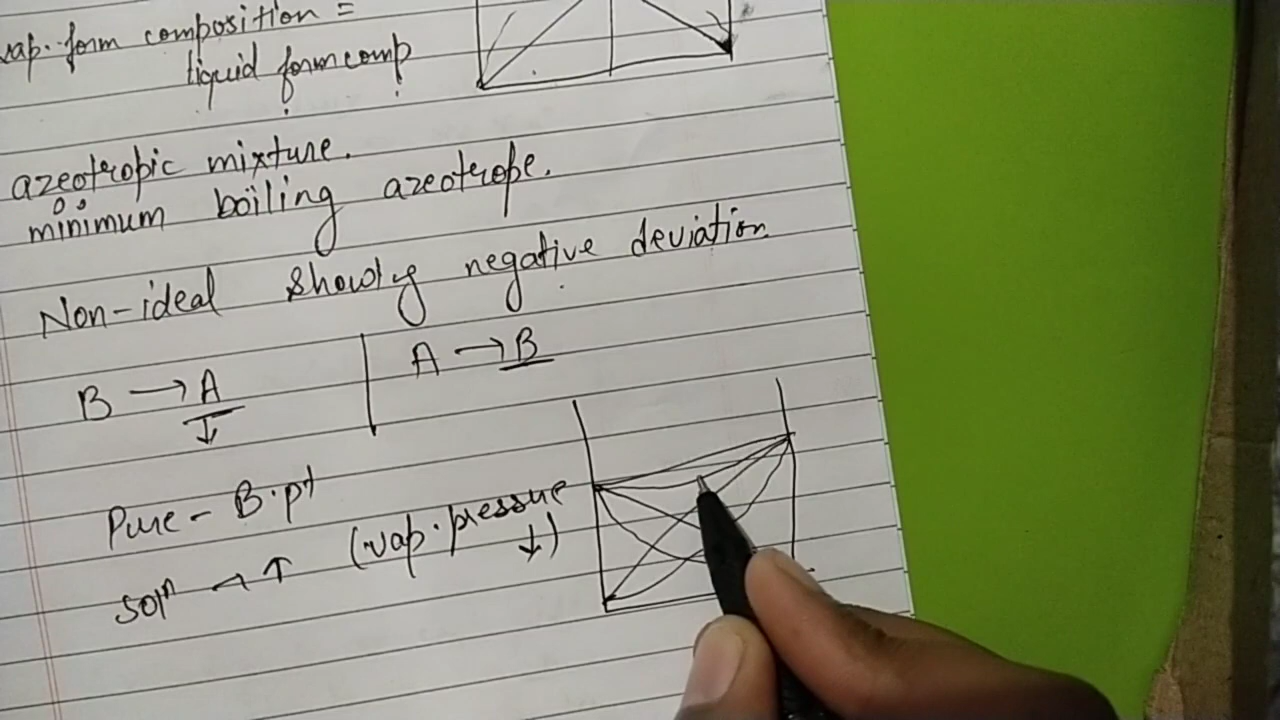 vap. form composition =
liquid form comp
azeotropic mixture.
minimum boiling azeotrope.
Non-ideal showing negative deviation.
B → A ↓ | A → B
Pure - B.pt
Solⁿ → ↑ (vap. pressure ↓)